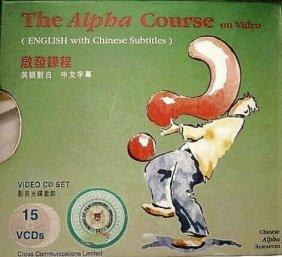 The Alpha Course on Video
( ENGLISH with Chinese Subtitles )
啟發課程
英語對白 中文字幕
VIDEO CD SET
影音光碟套裝
15
VCDs
Cross Communications Limited
Chinese
Alpha
Resources